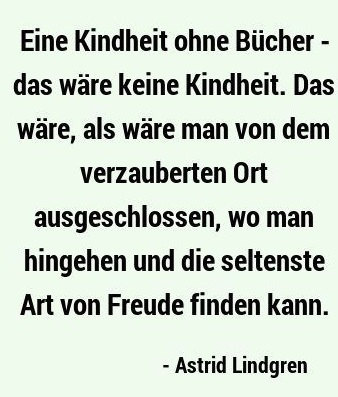 Eine Kindheit ohne Bücher -
das wäre keine Kindheit. Das
wäre, als wäre man von dem
verzauberten Ort
ausgeschlossen, wo man
hingehen und die seltenste
Art von Freude finden kann.
- Astrid Lindgren